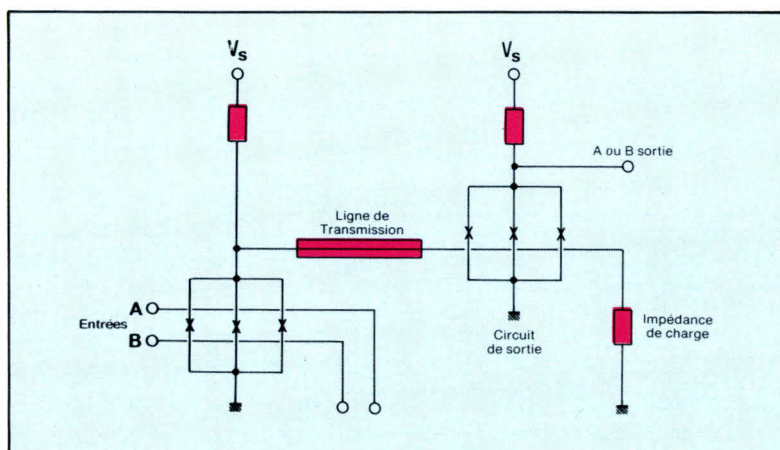 Vs
Vs
A ou B sortie
Ligne de
Transmission
A
Entrées
B
Circuit
de sortie
Impédance
de charge